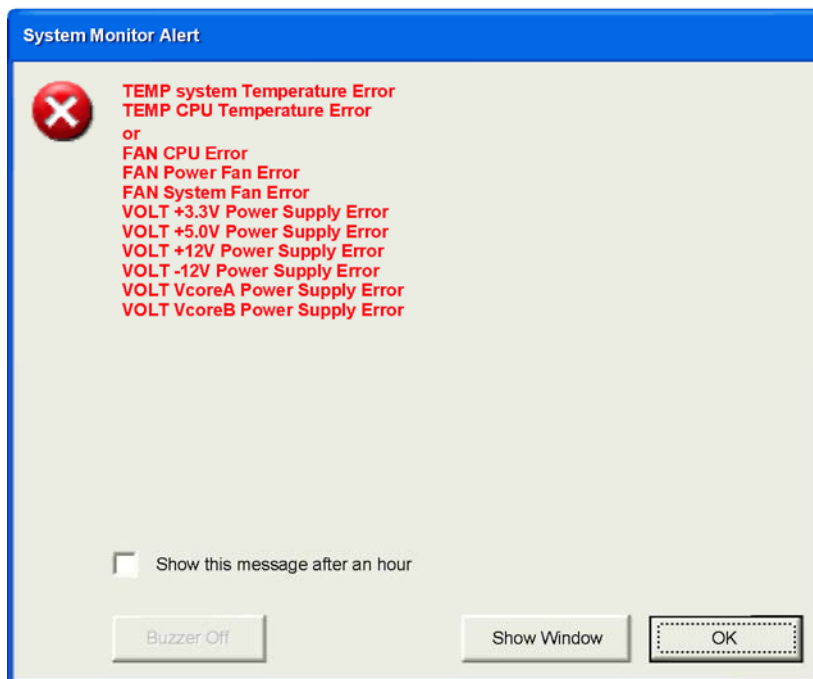 System Monitor Alert
TEMP system Temperature Error
TEMP CPU Temperature Error
or
FAN CPU Error
FAN Power Fan Error
FAN System Fan Error
VOLT +3.3V Power Supply Error
VOLT +5.0V Power Supply Error
VOLT +12V Power Supply Error
VOLT -12V Power Supply Error
VOLT VcoreA Power Supply Error
VOLT VcoreB Power Supply Error
Show this message after an hour
Buzzer Off
Show Window
OK